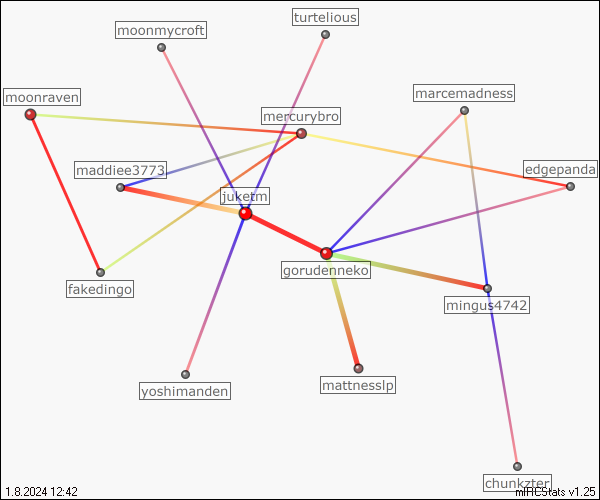 turtelious
moonmycroft
marcemadness
moonraven
mercurybro
maddiee3773
edgepanda
juketm
gorudenneko
fakedingo
mingus4742
mattnesslp
yoshimanden
chunkzter
1.8.2024 12:42
mIRCStats v1.25